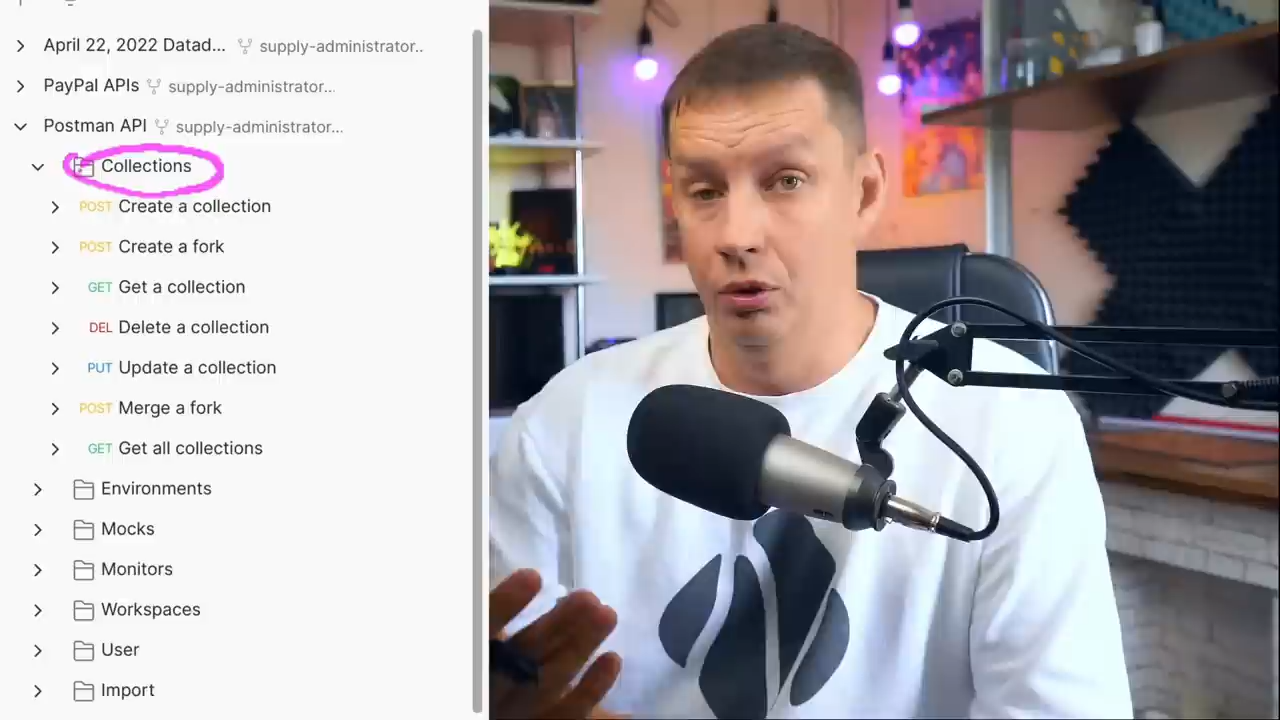 April 22, 2022 Datad... supply-administrator..
PayPal APIs supply-administrator...
Postman API supply-administrator...
Collections
POST Create a collection
POST Create a fork
GET Get a collection
DEL Delete a collection
PUT Update a collection
POST Merge a fork
GET Get all collections
Environments
Mocks
Monitors
Workspaces
User
Import